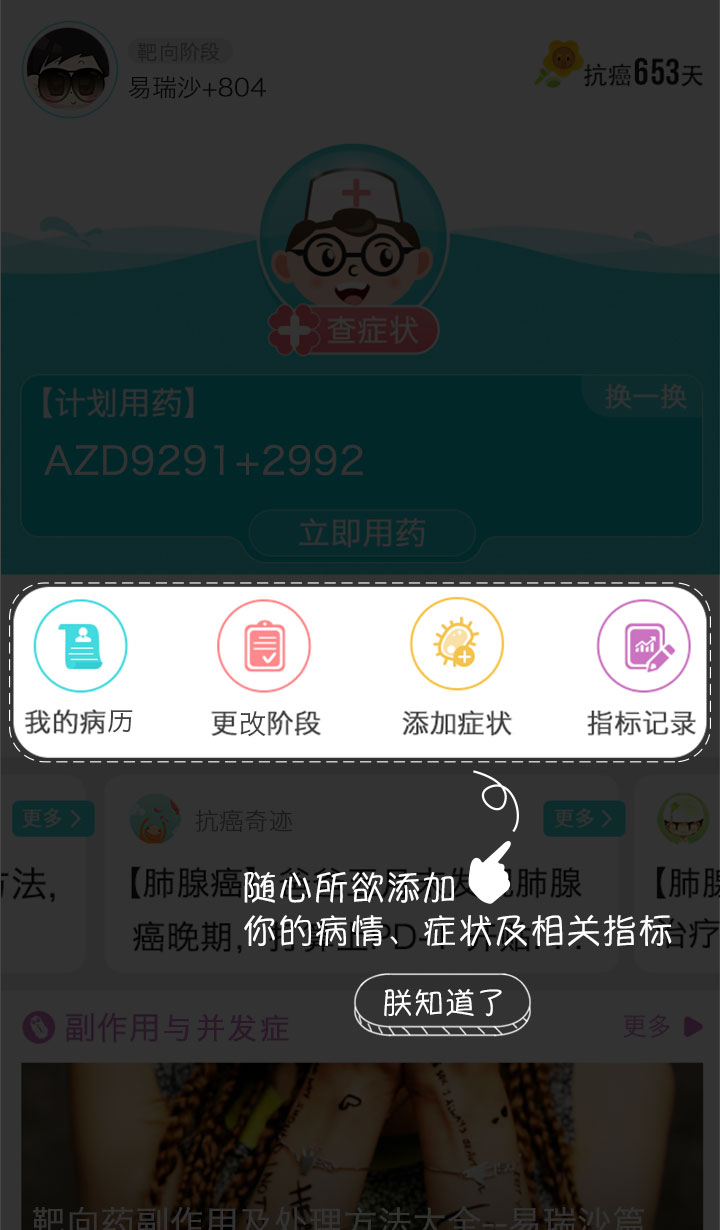 靶向阶段
易瑞沙+804
抗癌653天
查症状
【计划用药】
换一换
AZD9291+2992
立即用药
我的病历
更改阶段
添加症状
指标记录
更多
抗癌奇迹
更多
方法,
【肺腺癌】
肺腺
【肺腺
癌晚期,
治疗
随心所欲添加
你的病情、症状及相关指标
朕知道了
副作用与并发症
更多
靶向药副作用及处理方法大全--易瑞沙篇